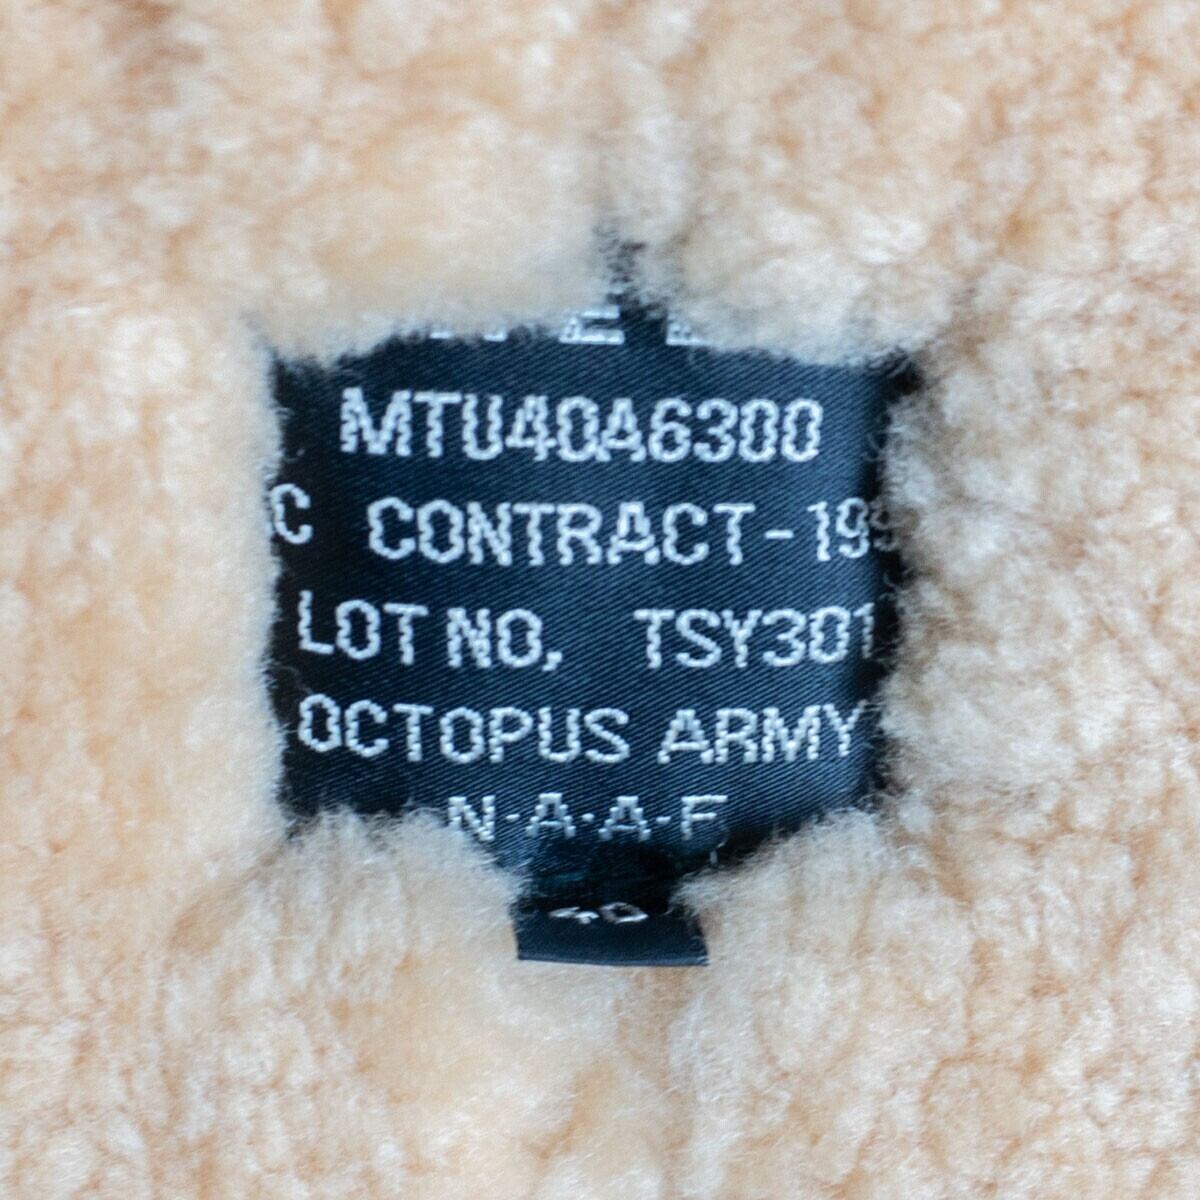 MTU40A6300
C CONTRACT-19
LOT NO, TSY301
OCTOPUS ARMY
N·A·A·F
40